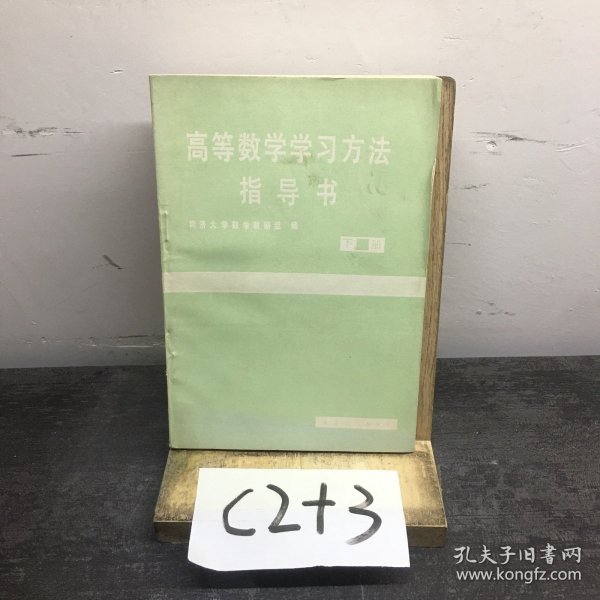 高等数学学习方法
指导书
同济大学数学教研室 编
下 册
C2+3
孔夫子旧书网
www.kongfz.com